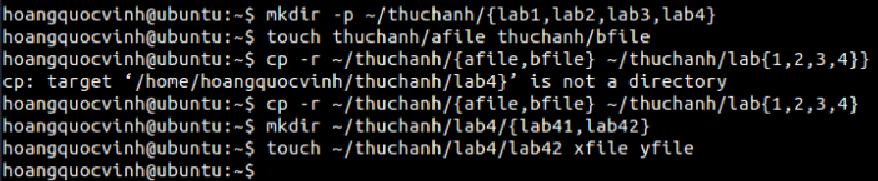 hoangquocvinh@ubuntu:~$ mkdir -p ~/thuchanh/{lab1,lab2,lab3,lab4}
hoangquocvinh@ubuntu:~$ touch thuchanh/afile thuchanh/bfile
hoangquocvinh@ubuntu:~$ cp -r ~/thuchanh/{afile,bfile} ~/thuchanh/lab{1,2,3,4}}
cp: target ‘/home/hoangquocvinh/thuchanh/lab4}’ is not a directory
hoangquocvinh@ubuntu:~$ cp -r ~/thuchanh/{afile,bfile} ~/thuchanh/lab{1,2,3,4}
hoangquocvinh@ubuntu:~$ mkdir ~/thuchanh/lab4/{lab41,lab42}
hoangquocvinh@ubuntu:~$ touch ~/thuchanh/lab4/lab42 xfile yfile
hoangquocvinh@ubuntu:~$